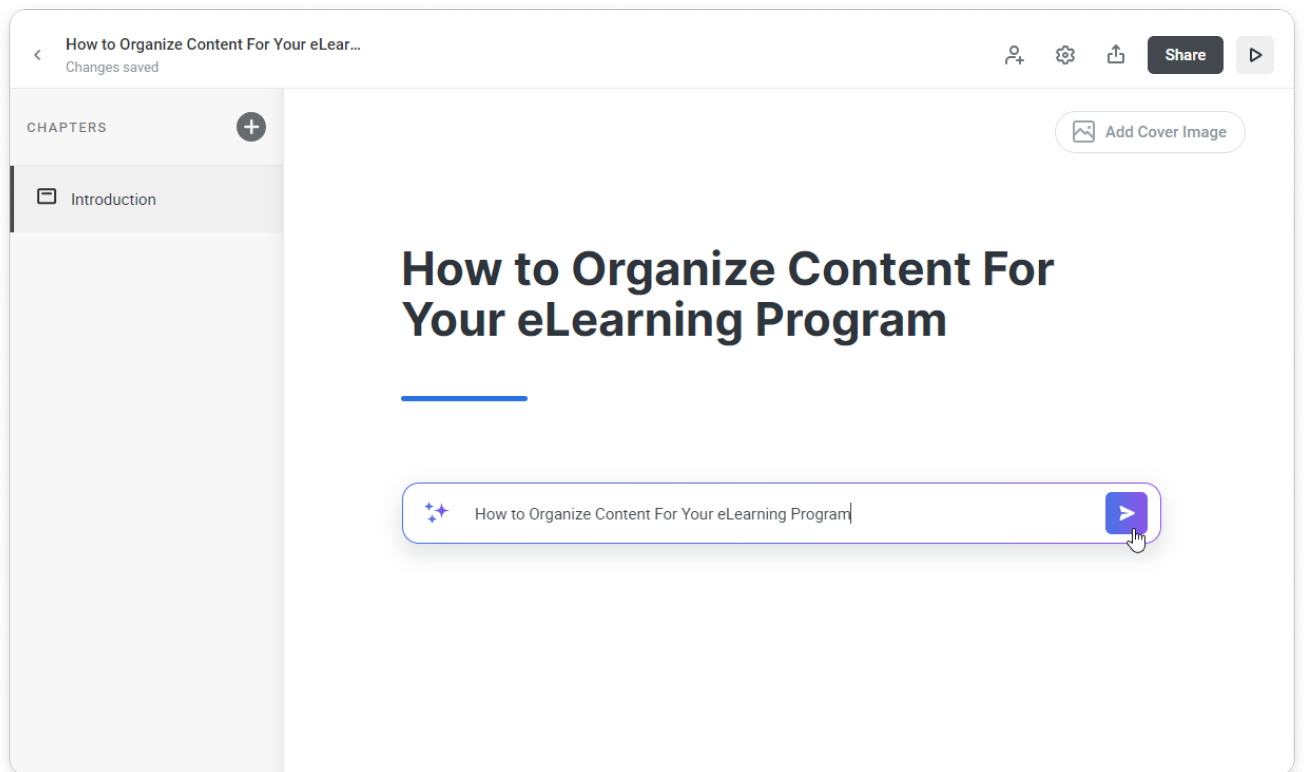 How to Organize Content For Your eLear...
Changes saved
Share
CHAPTERS
Introduction
Add Cover Image
How to Organize Content For
Your eLearning Program
How to Organize Content For Your eLearning Program